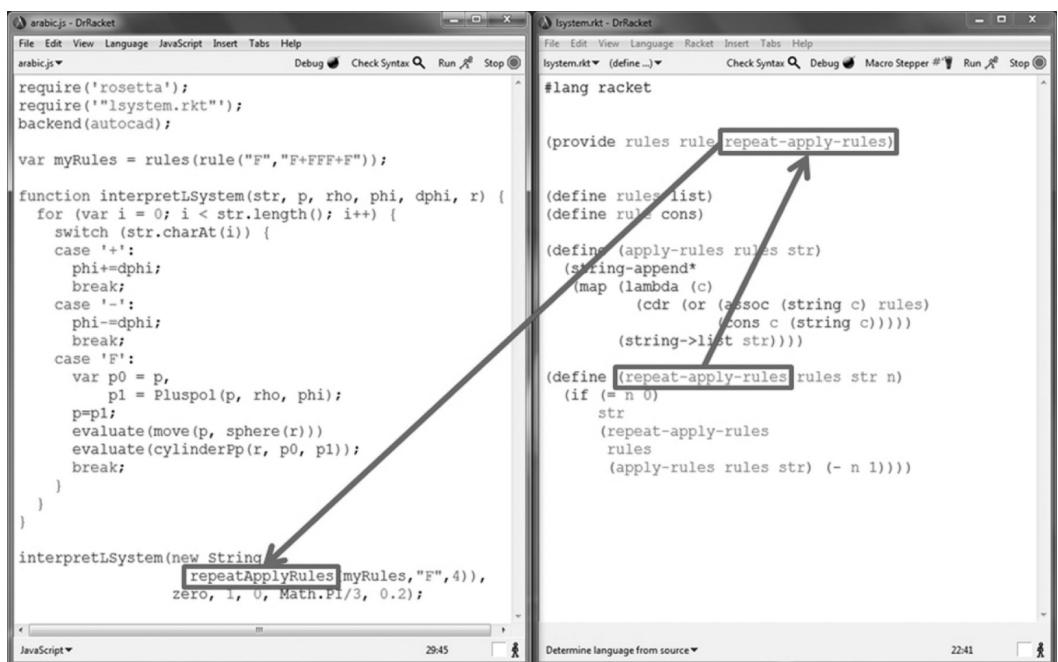 arabic.js - DrRacket
File Edit View Language JavaScript Insert Tabs Help
arabic.js Debug Check Syntax Run Stop
require('rosetta');
require('"lsystem.rkt"');
backend(autocad);
var myRules = rules(rule("F","F+FFF+F"));
function interpretLSystem(str, p, rho, phi, dphi, r) {
for (var i = 0; i < str.length(); i++) {
switch (str.charAt(i)) {
case '+':
phi+=dphi;
break;
case '-':
phi-=dphi;
break;
case 'F':
var p0 = p,
p1 = Pluspol(p, rho, phi);
p=p1;
evaluate(move(p, sphere(r)))
evaluate(cylinderPp(r, p0, p1));
break;
}
}
}
interpretLSystem(new String
repeatApplyRules(myRules,"F",4)),
zero, 1, 0, Math.PI/3, 0.2);
JavaScript 29:45
lsystem.rkt - DrRacket
File Edit View Language Racket Insert Tabs Help
lsystem.rkt (define ...) Check Syntax Debug Macro Stepper Run Stop
#lang racket
(provide rules rule repeat-apply-rules)
(define rules list)
(define rule cons)
(define (apply-rules rules str)
(string-append*
(map (lambda (c)
(cdr (or (assoc (string c) rules)
(cons c (string c)))))
(string->list str))))
(define (repeat-apply-rules rules str n)
(if (= n 0)
str
(repeat-apply-rules
rules
(apply-rules rules str) (- n 1))))
Determine language from source 22:41